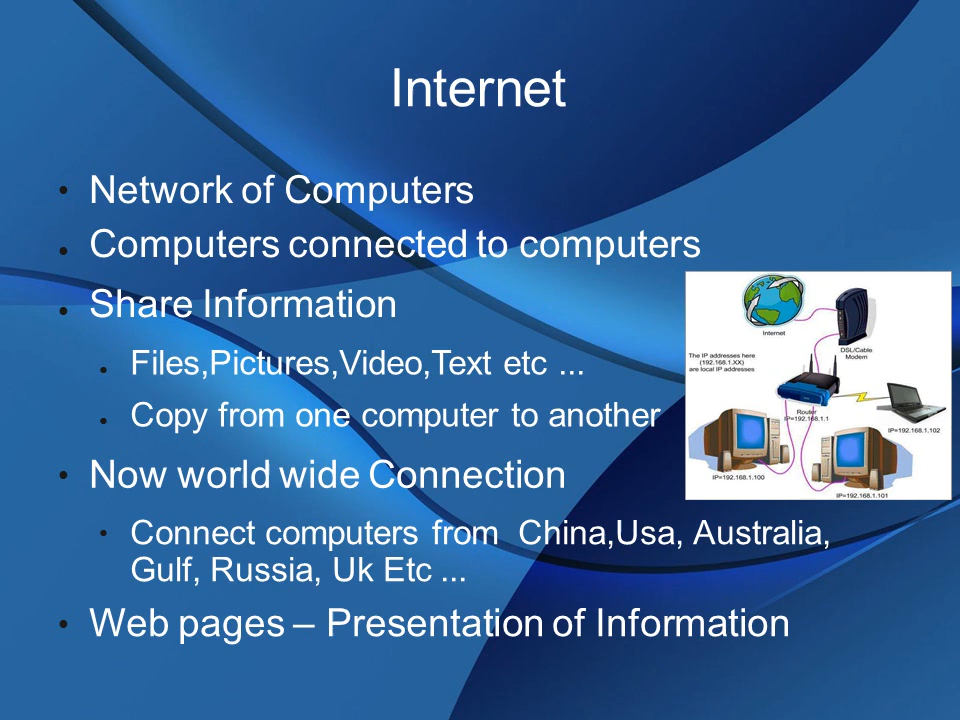 Internet
• Network of Computers
• Computers connected to computers
• Share Information
• Files,Pictures,Video,Text etc ...
• Copy from one computer to another
• Now world wide Connection
• Connect computers from  China,Usa, Australia,
Gulf, Russia, Uk Etc ...
• Web pages – Presentation of Information
Internet
DSL/Cable
Modem
The IP addresses here
(192.168.1.XX)
are local IP addresses
Router
IP=192.168.1.1
IP=192.168.1.102
IP=192.168.1.100
IP=192.168.1.101